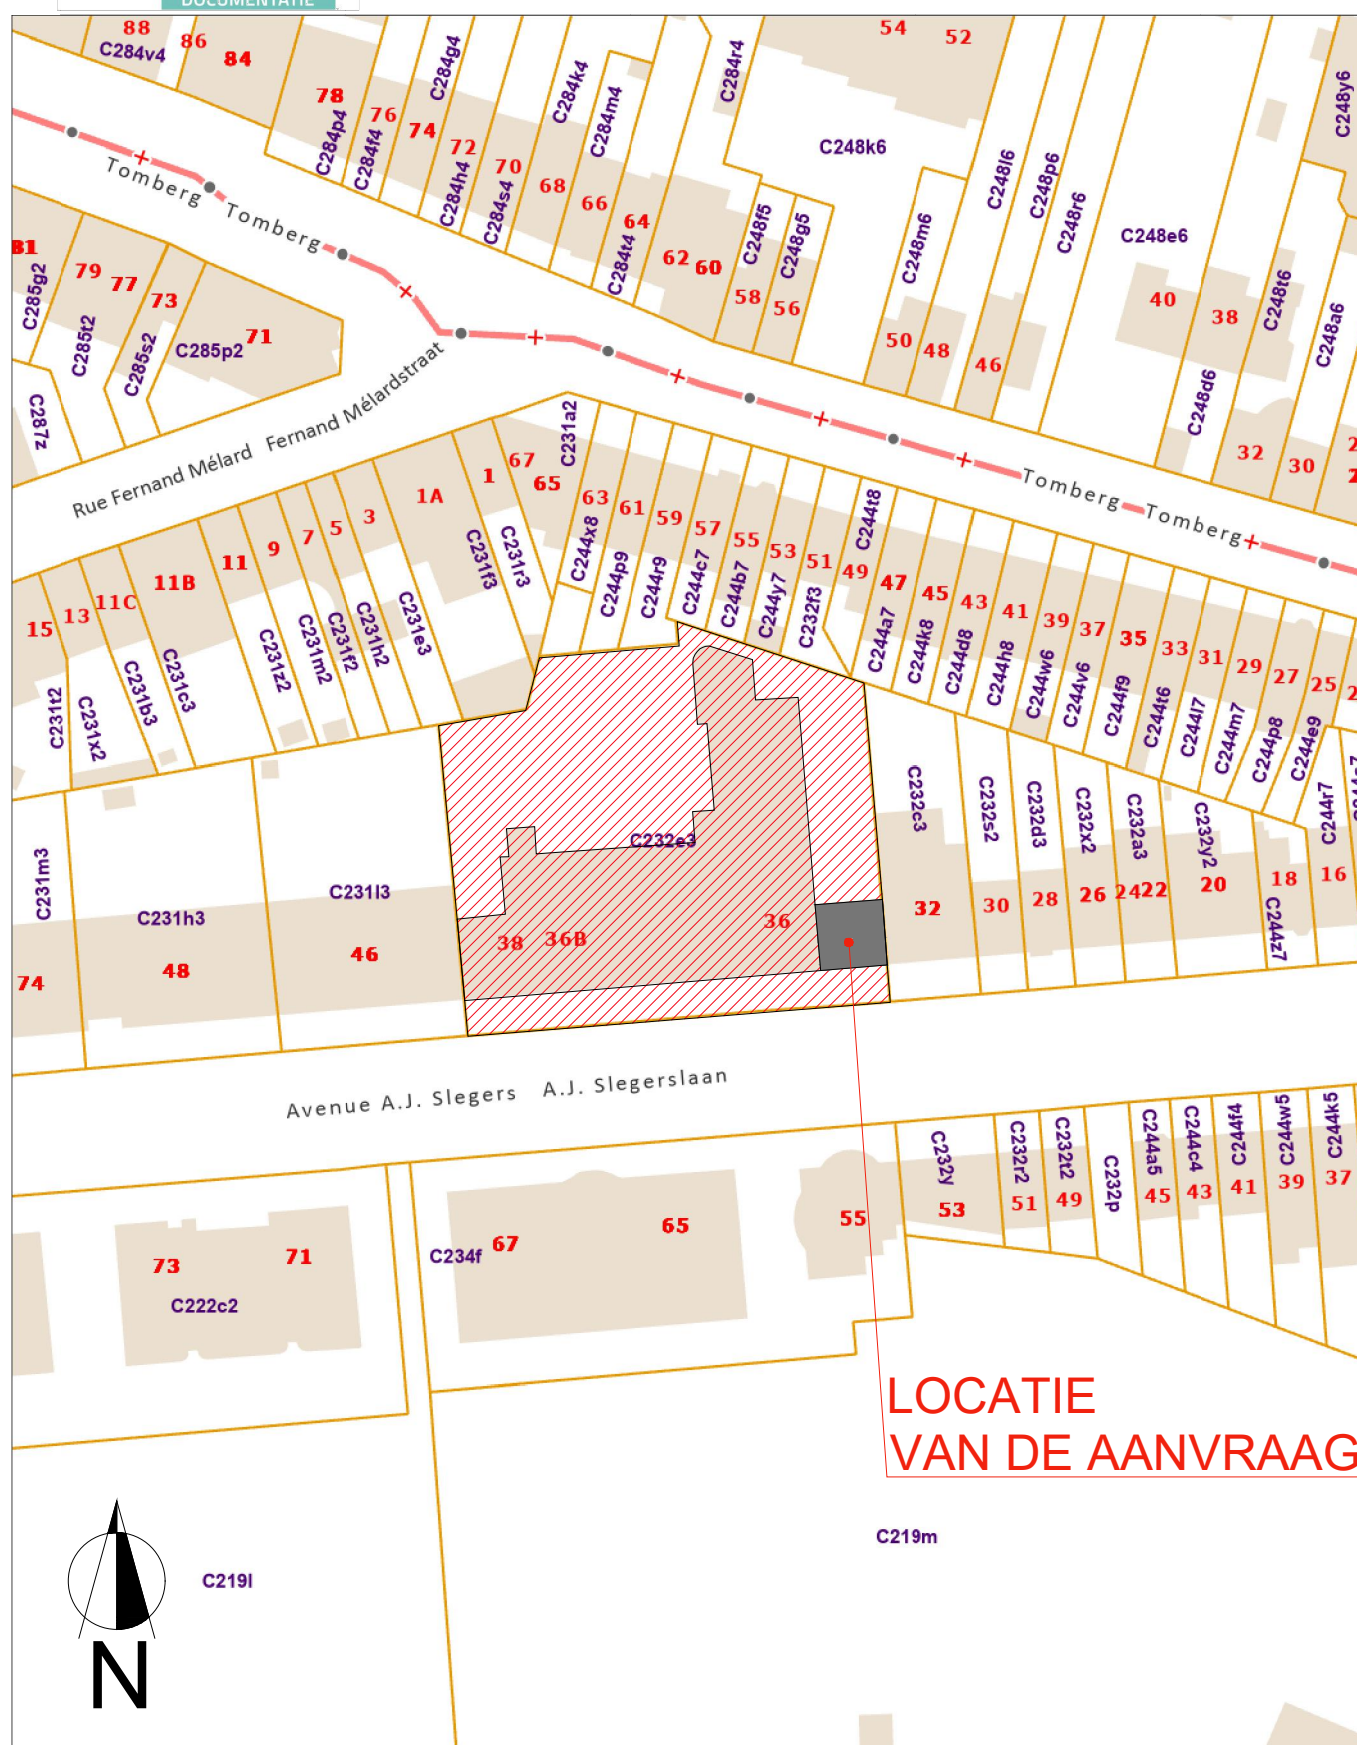 DOCUMENTATIE
88
C284v4
86
84
78
C284p4
76
C284f4
C284g4
74
72
C284h4
70
C284s4
C284k4
C284m4
68
66
64
C284t4
62
60
C284r4
54
52
C248k6
C248f5
C248g5
58
56
C248m6
50
48
C248l6
C248p6
C248r6
46
C248e6
40
38
C248t6
C248d6
C248a6
C248y6
32
30
Tomberg
Tomberg
Tomberg
Tomberg
C285g2
79
77
73
71
C285t2
C285s2
C285p2
C287z
Rue Fernand Mélard Fernand Mélardstraat
67
65
C231a2
1
1A
3
5
7
9
11
11B
11C
13
15
C231t2
C231x2
C231b3
C231c3
C231z2
C231m2
C231f2
C231h2
C231e3
C231f3
C231r3
63
61
59
57
55
53
51
49
47
45
43
41
39
37
35
33
31
29
27
25
C244x8
C244p9
C244r9
C244c7
C244b7
C244y7
C232f3
C244t8
C244a7
C244k8
C244d8
C244h8
C244w6
C244v6
C244f9
C244t6
C244l7
C244m7
C244p8
C244e9
C244r7
C231m3
C231h3
C231l3
C232e3
C232c3
C232s2
C232d3
C232x2
C232a3
C232y2
C244z7
74
48
46
38
36B
36
32
30
28
26
24
22
20
18
16
Avenue A.J. Slegers A.J. Slegerslaan
C232y
C232r2
C232t2
C232p
C244a5
C244c4
C244f4
C244w5
C244k5
53
51
49
45
43
41
39
37
73
71
C222c2
C234f
67
65
55
LOCATIE
VAN DE AANVRAAG
C219m
C219l
N